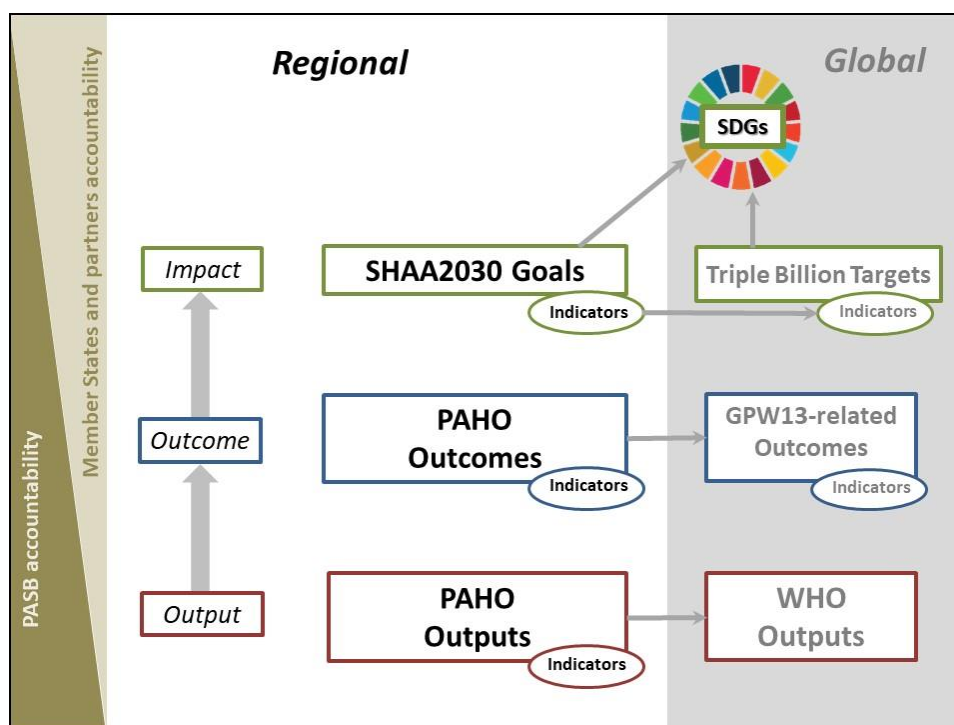 PASB accountability
Member States and partners accountability
Regional
Global
SDGs
Impact
SHAA2030 Goals
Indicators
Triple Billion Targets
Indicators
Outcome
PAHO
Outcomes
Indicators
GPW13-related
Outcomes
Indicators
Output
PAHO
Outputs
Indicators
WHO
Outputs